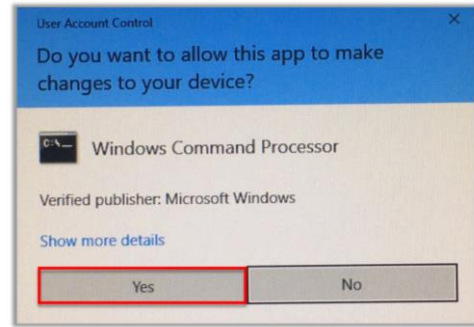 User Account Control
Do you want to allow this app to make
changes to your device?
C:\_
Windows Command Processor
Verified publisher: Microsoft Windows
Show more details
Yes
No